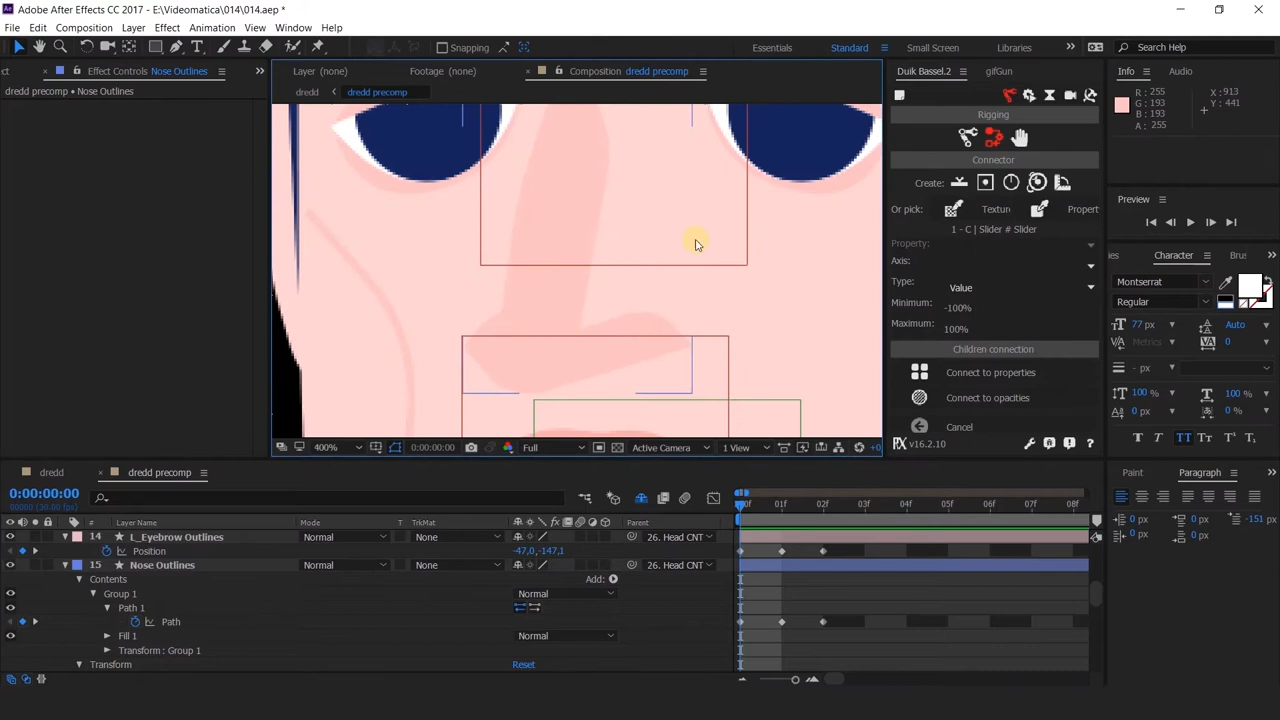 Adobe After Effects CC 2017 - E:\Videomatica\014\014.aep *
File Edit Composition Layer Effect Animation View Window Help
Snapping Essentials Standard Small Screen Libraries Search Help
Effect Controls Nose Outlines Layer (none) Footage (none) Composition dredd precomp Duik Bassel.2 gifGun Info Audio
dredd precomp • Nose Outlines dredd dredd precomp
R : 255 X : 913
G : 193 Y : 441
B : 193
A : 255
Rigging
Connector
Create:
Or pick: Textur Propert
1 - C | Slider # Slider
Property:
Axis:
Type: Value
Minimum: -100%
Maximum: 100%
Children connection
Connect to properties
Connect to opacities
Cancel
v16.2.10
Preview
Character Brus
Montserrat
Regular
77 px Auto
Metrics 0
- px
100 % 100 %
0 px 0 %
T T TT Tt T¹ T₁
400% 0:00:00:00 Full Active Camera 1 View +0
dredd dredd precomp
0:00:00:00
00000 (30.00 fps)
# Layer Name Mode T TrkMat Parent
01f 02f 03f 04f 05f 06f 07f 08f
14 L_Eyebrow Outlines Normal None 26. Head CNT
Position -47,0,-147,1
15 Nose Outlines Normal None 26. Head CNT
Contents Add:
Group 1 Normal
Path 1
Path
Fill 1 Normal
Transform : Group 1
Transform Reset
Paint Paragraph
0 px 0 px -151 px
0 px 0 px